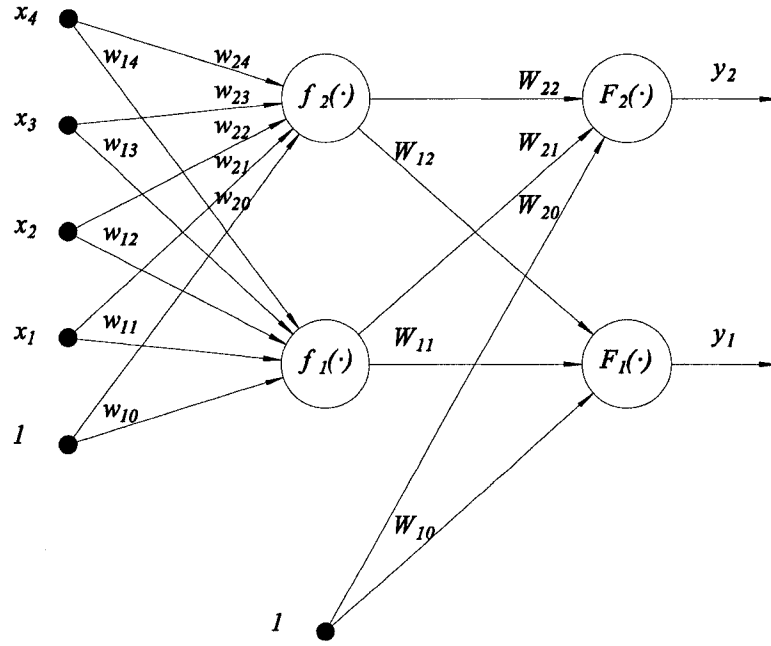 x₄
w₁₄
w₂₄
x₃
w₂₃
w₁₃
w₂₂
w₂₁
w₂₀
f₂(·)
W₂₂
F₂(·)
y₂
W₂₁
W₁₂
W₂₀
x₂
w₁₂
x₁
w₁₁
f₁(·)
W₁₁
F₁(·)
y₁
w₁₀
1
W₁₀
1